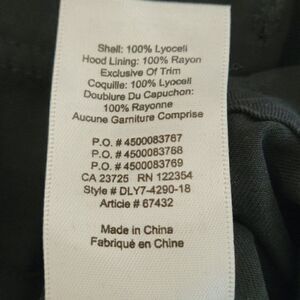 Shell: 100% Lyocell
Hood Lining: 100% Rayon
Exclusive Of Trim
Coquille: 100% Lyocell
Doublure Du Capuchon:
100% Rayonne
Aucune Garniture Comprise
P.O. # 4500083767
P.O. # 4500083768
P.O. # 4500083769
CA 23725 RN 122354
Style # DLY7-4290-18
Article # 67432
Made in China
Fabriqué en Chine